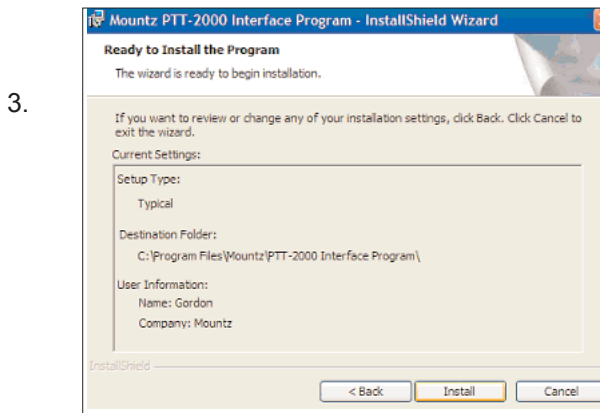 Mountz PTT-2000 Interface Program - InstallShield Wizard
Ready to Install the Program
The wizard is ready to begin installation.
3.
If you want to review or change any of your installation settings, click Back. Click Cancel to
exit the wizard.
Current Settings:
Setup Type:
Typical
Destination Folder:
C:\Program Files\Mountz\PTT-2000 Interface Program\
User Information:
Name: Gordon
Company: Mountz
InstallShield
< Back Install Cancel